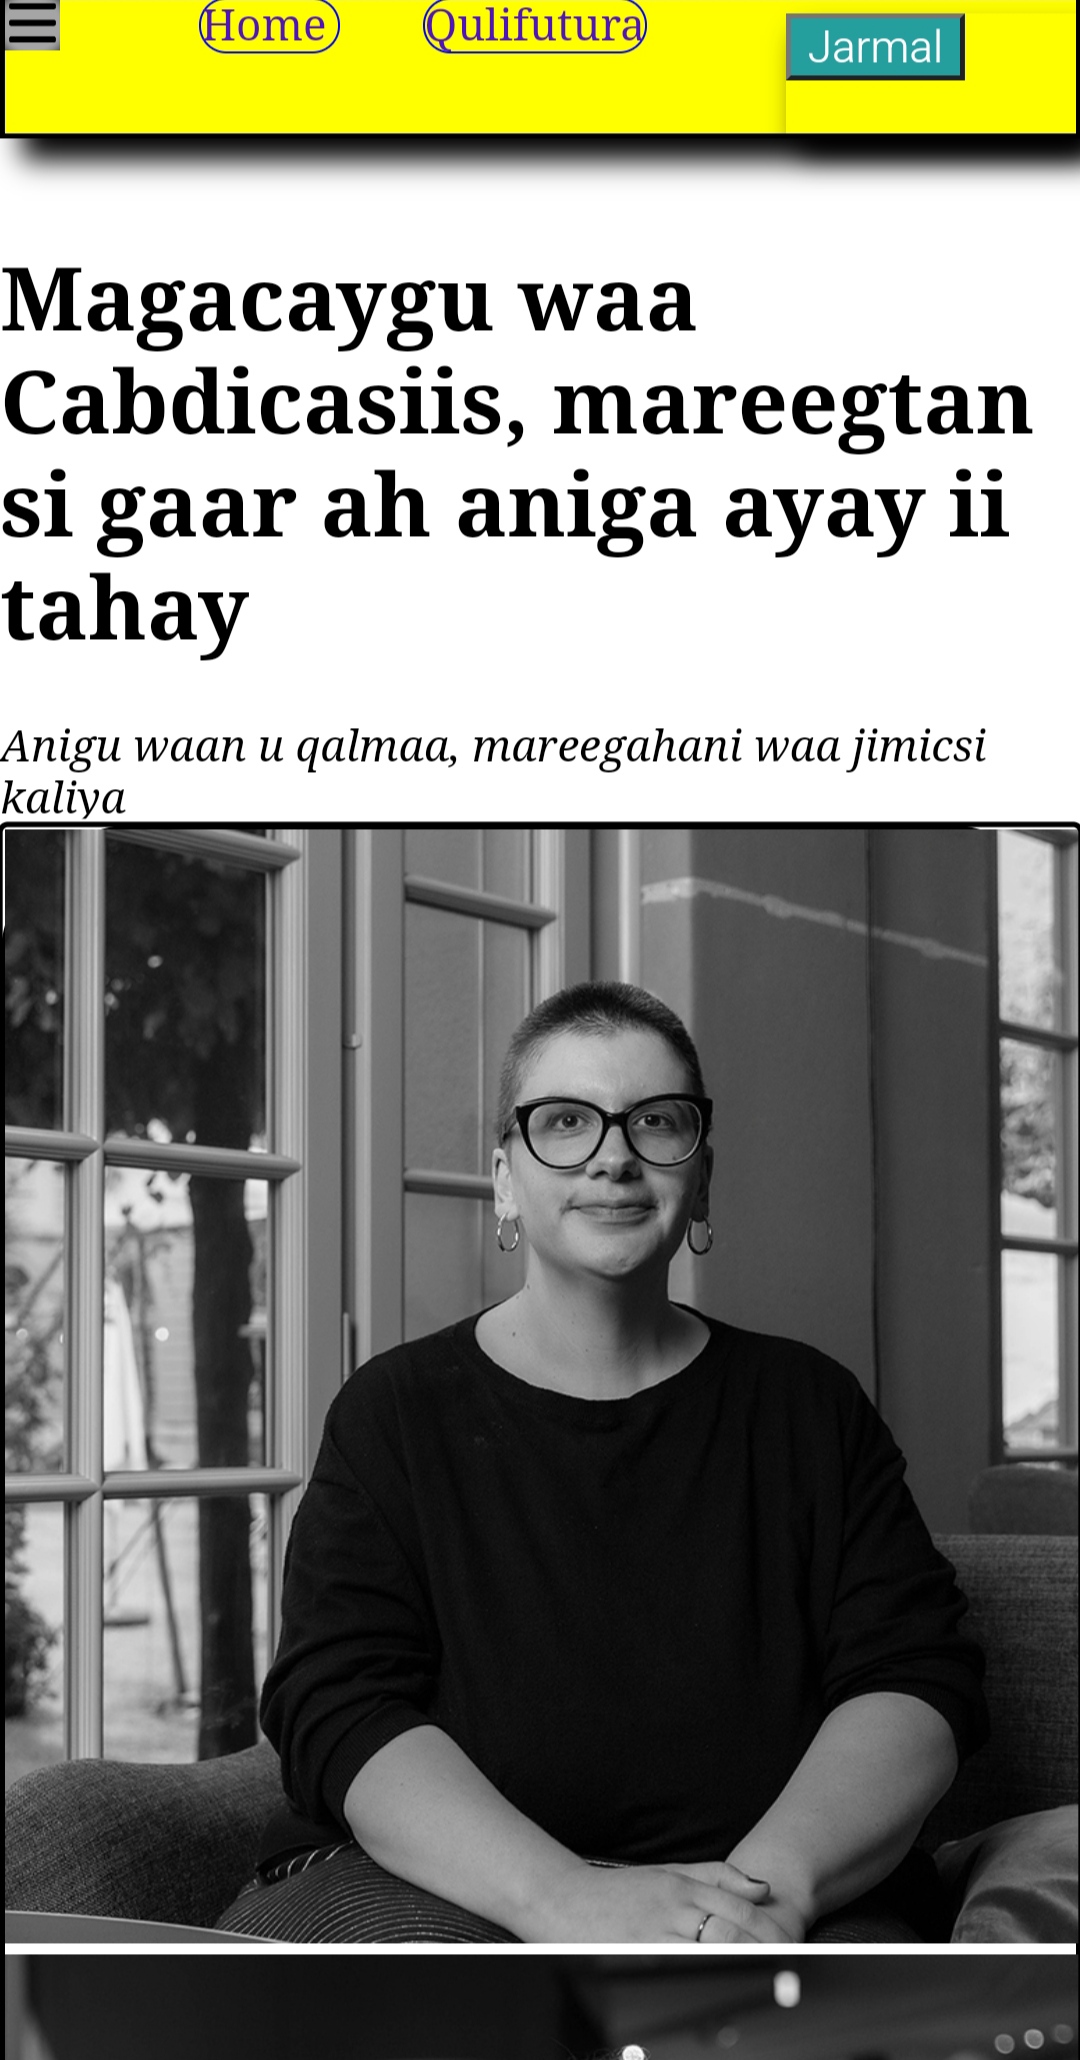 Home
Qulifutura
Jarmal
Magacaygu waa
Cabdicasiis, mareegtan
si gaar ah aniga ayay ii
tahay
Anigu waan u qalmaa, mareegahani waa jimicsi
kaliya